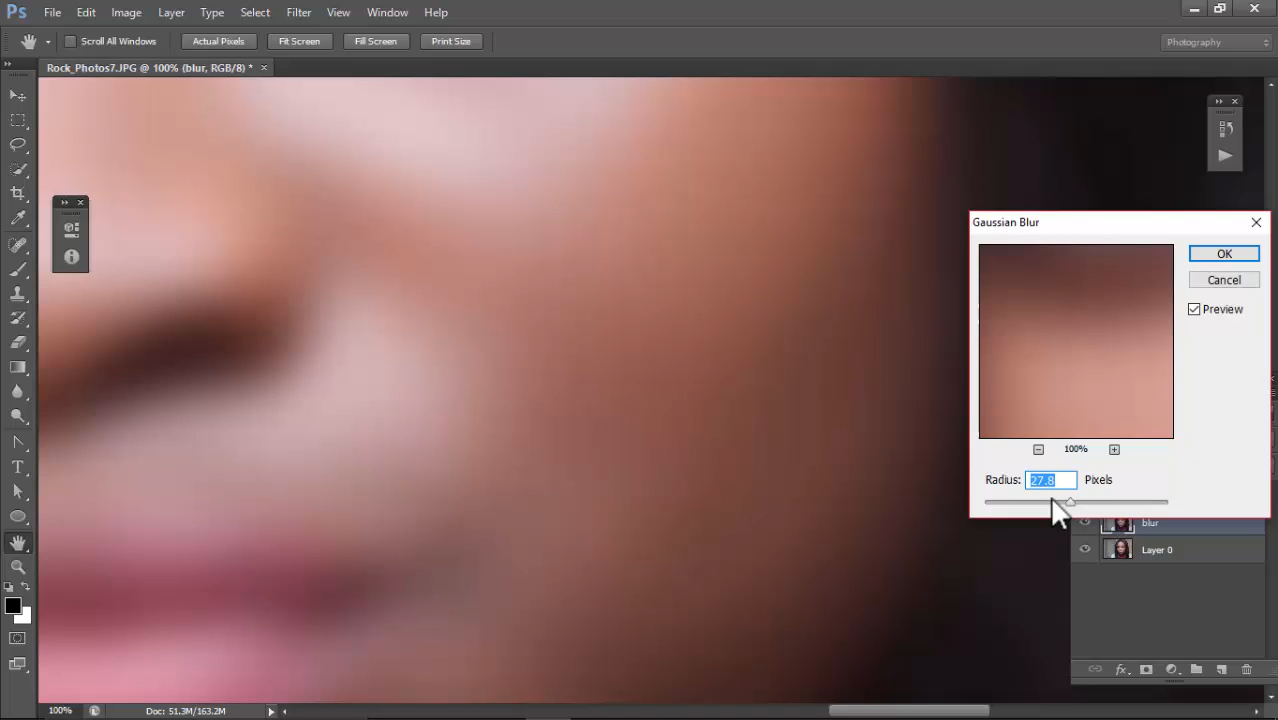 Ps File Edit Image Layer Type Select Filter View Window Help
Scroll All Windows Actual Pixels Fit Screen Fill Screen Print Size Photography
Rock_Photos7.JPG @ 100% (blur, RGB/8) *
Gaussian Blur
OK
Cancel
Preview
100%
Radius: 27.8 Pixels
blur
Layer 0
fx
100% Doc: 51.3M/163.2M